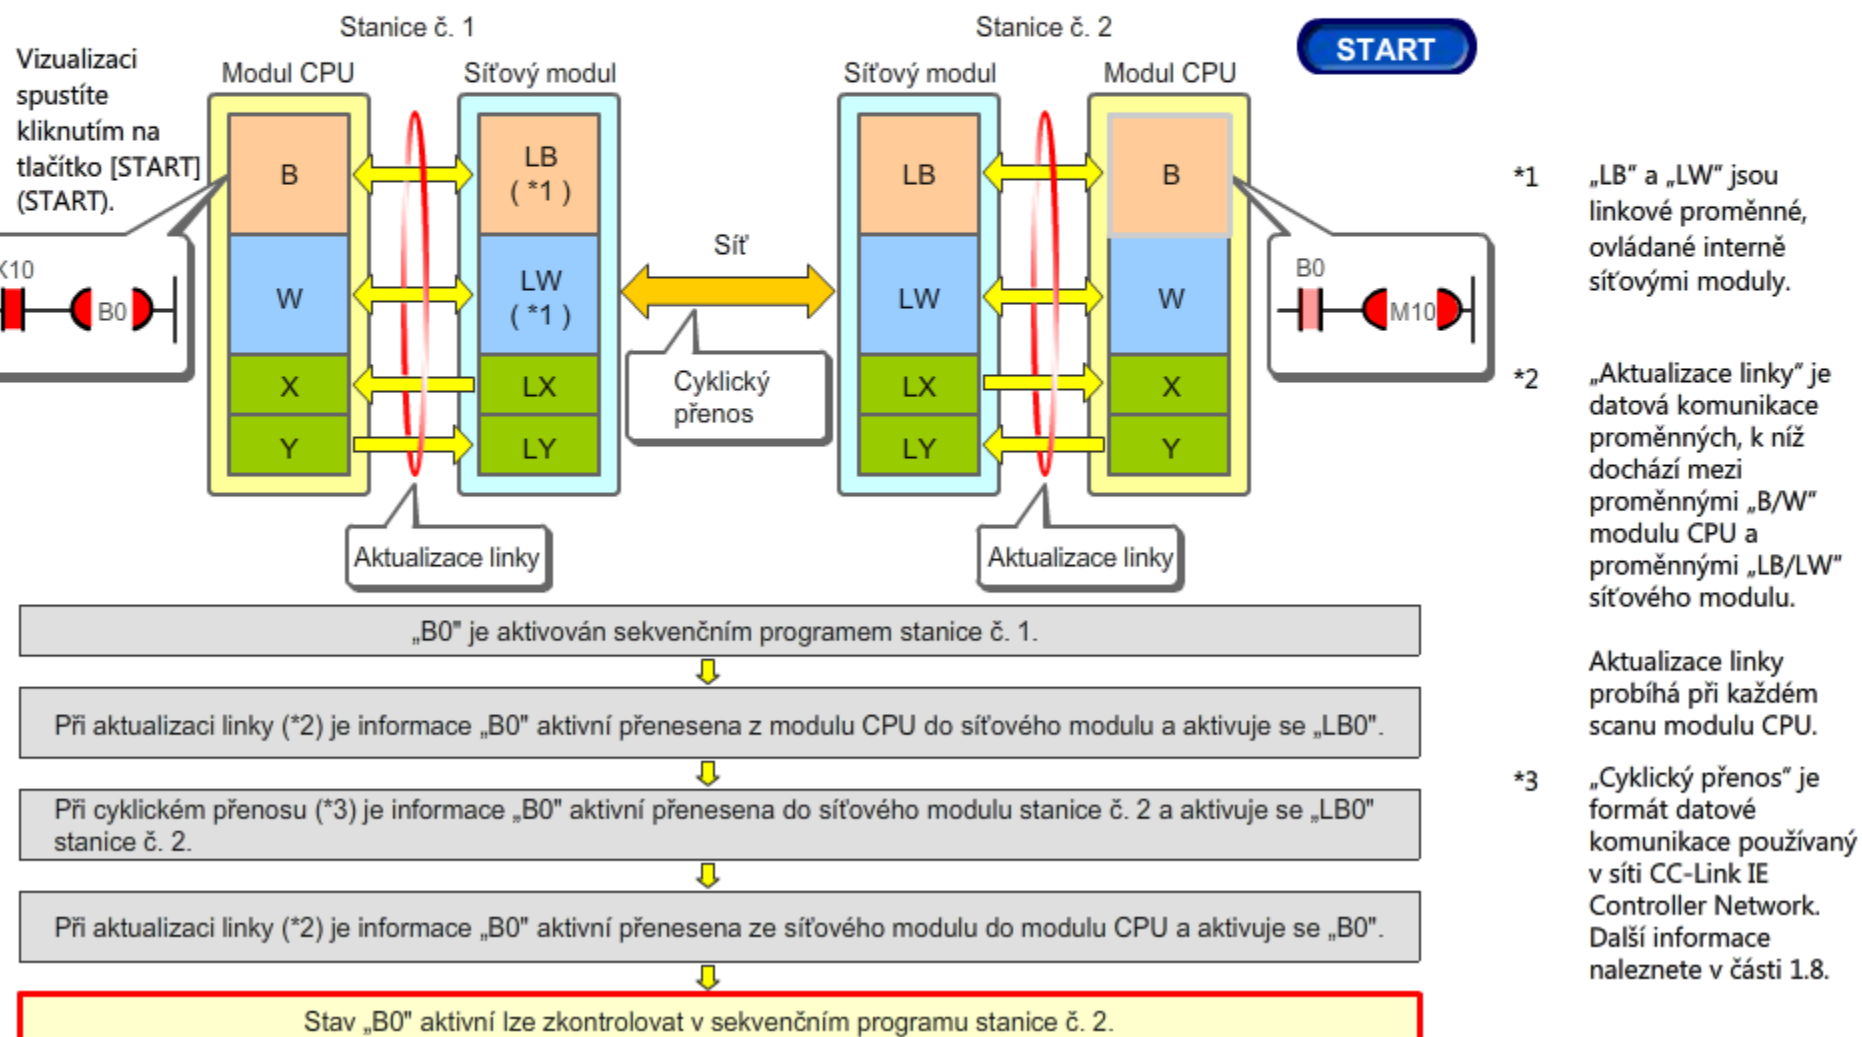 Stanice č. 1
Stanice č. 2
START
Vizualizaci
spustíte
kliknutím na
tlačítko [START]
(START).
Modul CPU
Síťový modul
Síťový modul
Modul CPU
B
LB
( *1 )
LB
B
W
LW
( *1 )
LW
W
X
LX
LX
X
Y
LY
LY
Y
B0
Síť
Cyklický
přenos
B0
M10
Aktualizace linky
Aktualizace linky
„B0" je aktivován sekvenčním programem stanice č. 1.
Při aktualizaci linky (*2) je informace „B0" aktivní přenesena z modulu CPU do síťového modulu a aktivuje se „LB0".
Při cyklickém přenosu (*3) je informace „B0" aktivní přenesena do síťového modulu stanice č. 2 a aktivuje se „LB0"
stanice č. 2.
Při aktualizaci linky (*2) je informace „B0" aktivní přenesena ze síťového modulu do modulu CPU a aktivuje se „B0".
Stav „B0" aktivní lze zkontrolovat v sekvenčním programu stanice č. 2.
*1 „LB“ a „LW“ jsou
linkové proměnné,
ovládané interně
síťovými moduly.
*2 „Aktualizace linky“ je
datová komunikace
proměnných, k níž
dochází mezi
proměnnými „B/W“
modulu CPU a
proměnnými „LB/LW“
síťového modulu.
Aktualizace linky
probíhá při každém
scanu modulu CPU.
*3 „Cyklický přenos“ je
formát datové
komunikace používaný
v síti CC-Link IE
Controller Network.
Další informace
naleznete v části 1.8.